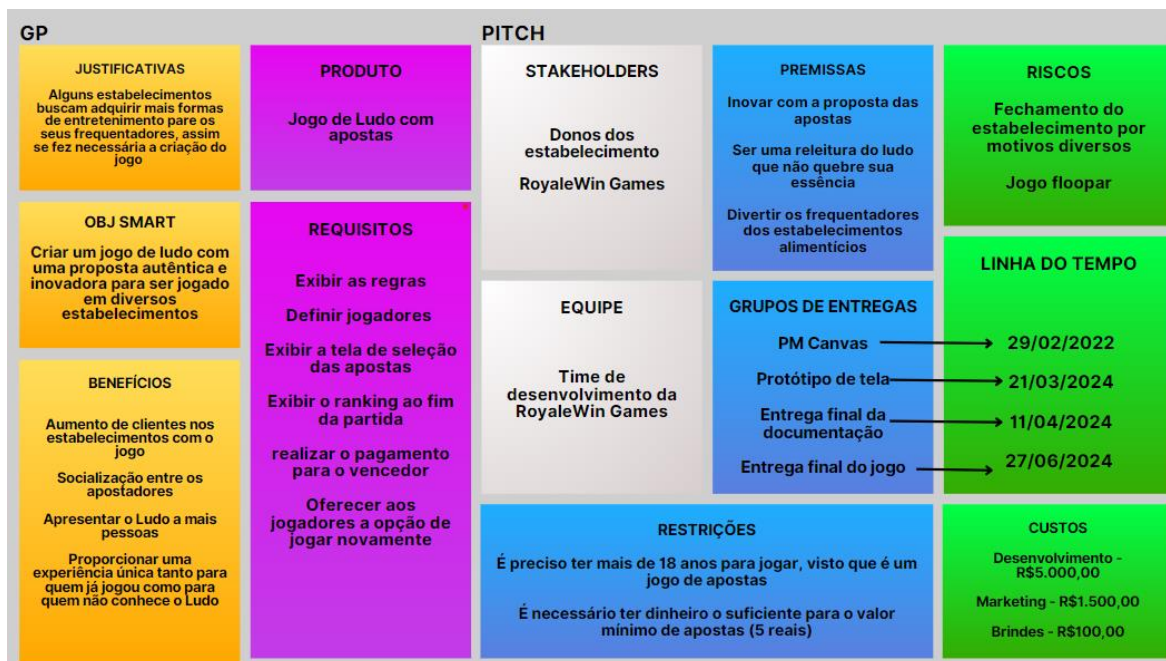 GP
JUSTIFICATIVAS
Alguns estabelecimentos
buscam adquirir mais formas
de entretenimento pare os
seus frequentadores, assim
se fez necessária a criação do
jogo
OBJ SMART
Criar um jogo de ludo com
uma proposta autêntica e
inovadora para ser jogado
em diversos
estabelecimentos
BENEFÍCIOS
Aumento de clientes nos
estabelecimentos com o
jogo
Socialização entre os
apostadores
Apresentar o Ludo a mais
pessoas
Proporcionar uma
experiência única tanto para
quem já jogou como para
quem não conhece o Ludo
PRODUTO
Jogo de Ludo com
apostas
REQUISITOS
Exibir as regras
Definir jogadores
Exibir a tela de seleção
das apostas
Exibir o ranking ao fim
da partida
realizar o pagamento
para o vencedor
Oferecer aos
jogadores a opção de
jogar novamente
PITCH
STAKEHOLDERS
Donos dos
estabelecimento
RoyaleWin Games
EQUIPE
Time de
desenvolvimento da
RoyaleWin Games
PREMISSAS
Inovar com a proposta das
apostas
Ser uma releitura do ludo
que não quebre sua
essência
Divertir os frequentadores
dos estabelecimentos
alimentícios
GRUPOS DE ENTREGAS
PM Canvas
Protótipo de tela
Entrega final da
documentação
Entrega final do jogo
RISCOS
Fechamento do
estabelecimento por
motivos diversos
Jogo floopar
LINHA DO TEMPO
29/02/2022
21/03/2024
11/04/2024
27/06/2024
RESTRIÇÕES
É preciso ter mais de 18 anos para jogar, visto que é um
jogo de apostas
É necessário ter dinheiro o suficiente para o valor
mínimo de apostas (5 reais)
CUSTOS
Desenvolvimento -
R$5.000,00
Marketing - R$1.500,00
Brindes - R$100,00